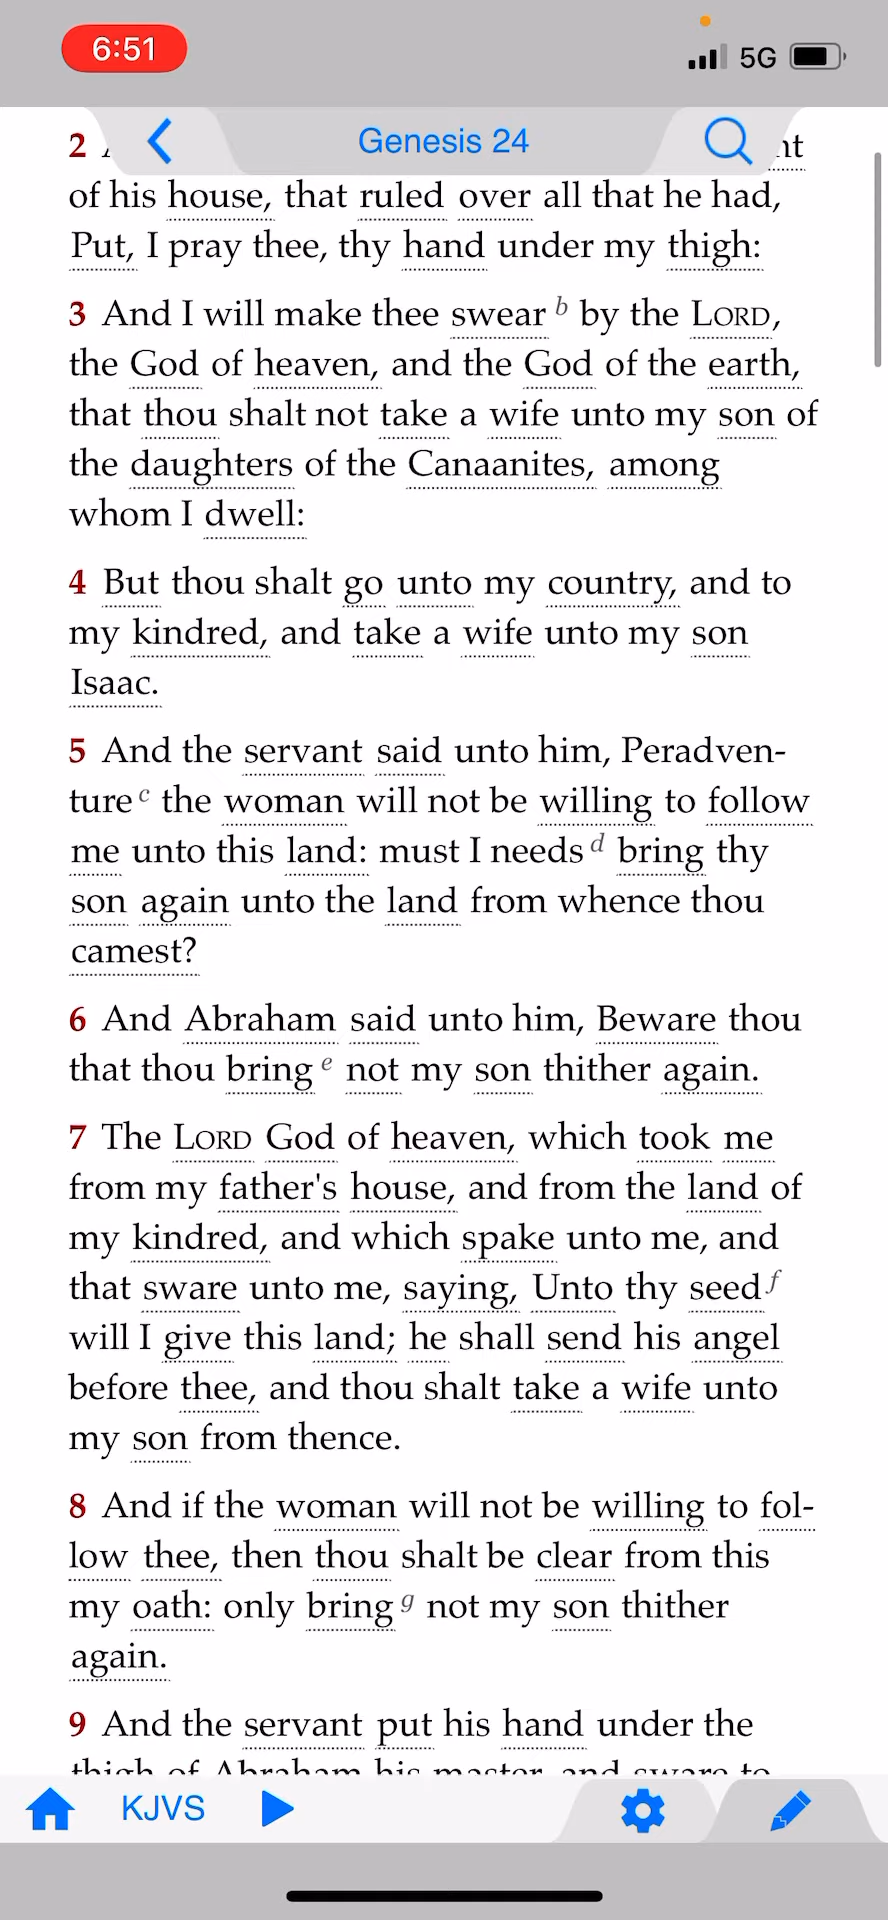 6:51
5G
Genesis 24
2
of his house, that ruled over all that he had,
Put, I pray thee, thy hand under my thigh:
3 And I will make thee swear b by the LORD,
the God of heaven, and the God of the earth,
that thou shalt not take a wife unto my son of
the daughters of the Canaanites, among
whom I dwell:
4 But thou shalt go unto my country, and to
my kindred, and take a wife unto my son
Isaac.
5 And the servant said unto him, Peradven-
ture c the woman will not be willing to follow
me unto this land: must I needs d bring thy
son again unto the land from whence thou
camest?
6 And Abraham said unto him, Beware thou
that thou bring e not my son thither again.
7 The LORD God of heaven, which took me
from my father's house, and from the land of
my kindred, and which spake unto me, and
that sware unto me, saying, Unto thy seed f
will I give this land; he shall send his angel
before thee, and thou shalt take a wife unto
my son from thence.
8 And if the woman will not be willing to fol-
low thee, then thou shalt be clear from this
my oath: only bring g not my son thither
again.
9 And the servant put his hand under the
thigh of Abraham his master, and sware to
KJVS